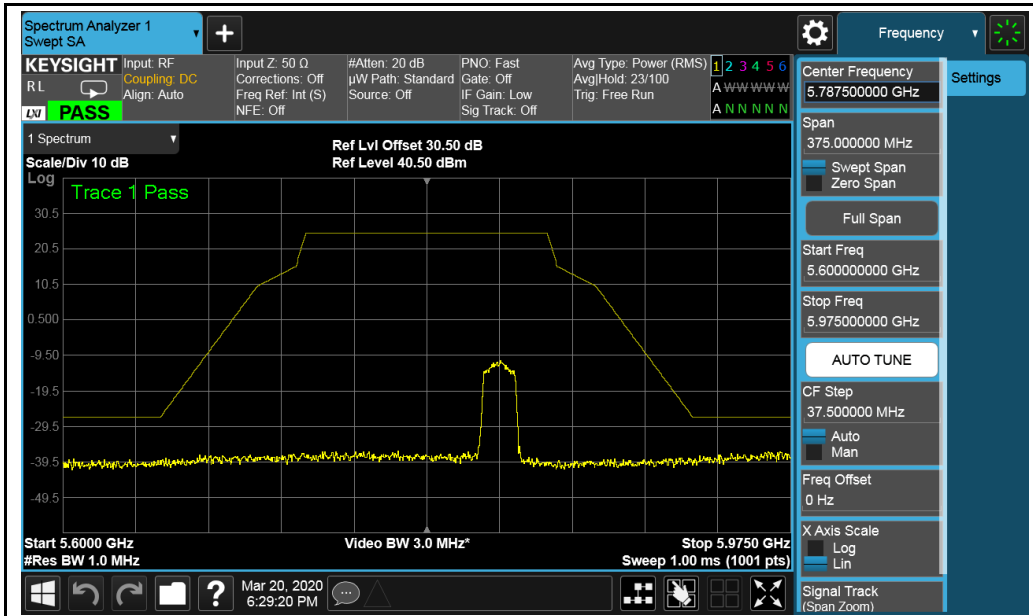 Spectrum Analyzer 1
Swept SA
+
Frequency
KEYSIGHT
R L
LXI
PASS
Input: RF
Coupling: DC
Align: Auto
Input Z: 50 Ω
Corrections: Off
Freq Ref: Int (S)
NFE: Off
#Atten: 20 dB
µW Path: Standard
Source: Off
PNO: Fast
Gate: Off
IF Gain: Low
Sig Track: Off
Avg Type: Power (RMS)
Avg|Hold: 23/100
Trig: Free Run
1 2 3 4 5 6
A W W W W W
A N N N N N
1 Spectrum
Scale/Div 10 dB
Ref Lvl Offset 30.50 dB
Ref Level 40.50 dBm
Log
Trace 1 Pass
30.5
20.5
10.5
0.500
-9.50
-19.5
-29.5
-39.5
-49.5
Start 5.6000 GHz
#Res BW 1.0 MHz
Video BW 3.0 MHz*
Stop 5.9750 GHz
Sweep 1.00 ms (1001 pts)
Center Frequency
5.787500000 GHz
Settings
Span
375.000000 MHz
Swept Span
Zero Span
Full Span
Start Freq
5.600000000 GHz
Stop Freq
5.975000000 GHz
AUTO TUNE
CF Step
37.500000 MHz
Auto
Man
Freq Offset
0 Hz
X Axis Scale
Log
Lin
Signal Track
(Span Zoom)
?
Mar 20, 2020
6:29:20 PM